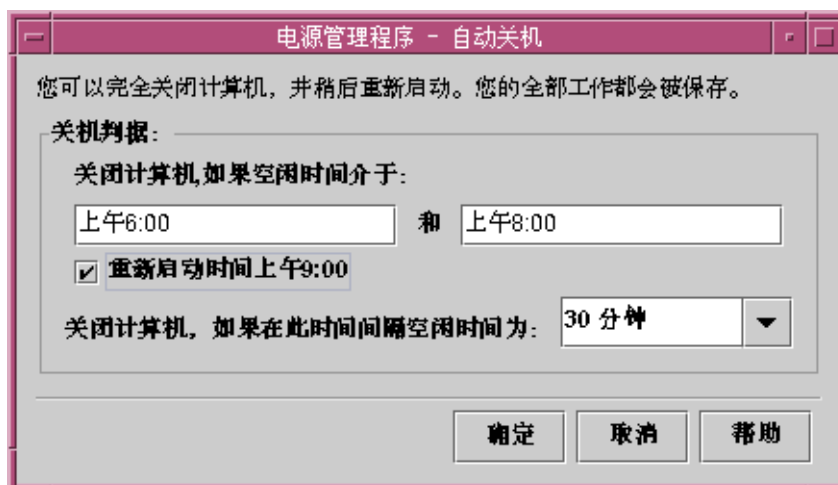 电源管理程序 - 自动关机
您可以完全关闭计算机，并稍后重新启动。您的全部工作都会被保存。
关机判据：
关闭计算机,如果空闲时间介于：
上午6:00 和 上午8:00
重新启动时间上午9:00
关闭计算机，如果在此时间间隔空闲时间为： 30 分钟
确定 取消 帮助